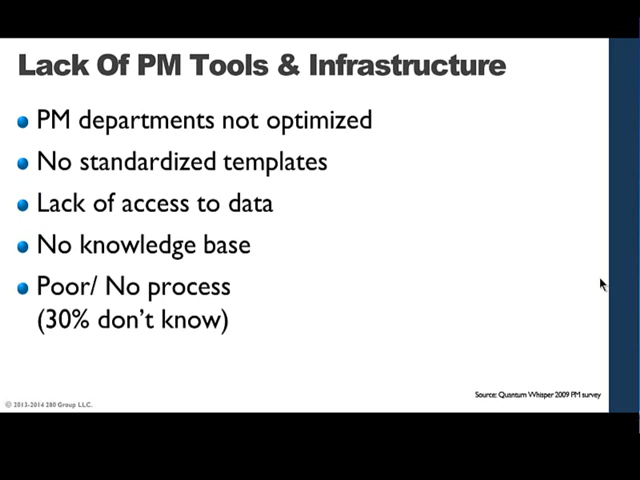 Lack Of PM Tools & Infrastructure
PM departments not optimized
No standardized templates
Lack of access to data
No knowledge base
Poor/ No process
(30% don't know)
Source: Quantum Whisper 2009 PM survey
© 2013-2014 280 Group LLC.